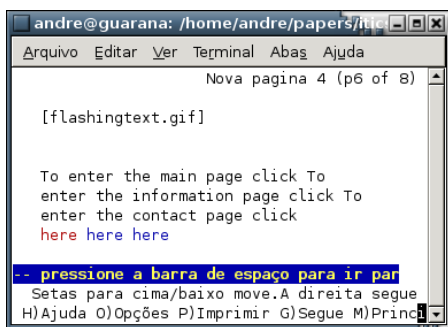 andre@guarana: /home/andre/papers/itic
Arquivo Editar Ver Terminal Abas Ajuda
Nova pagina 4 (p6 of 8)
[flashingtext.gif]
To enter the main page click To
enter the information page click To
enter the contact page click
here here here
-- pressione a barra de espaço para ir par
Setas para cima/baixo move.A direita segue
H)Ajuda O)Opções P)Imprimir G)Segue M)Princi